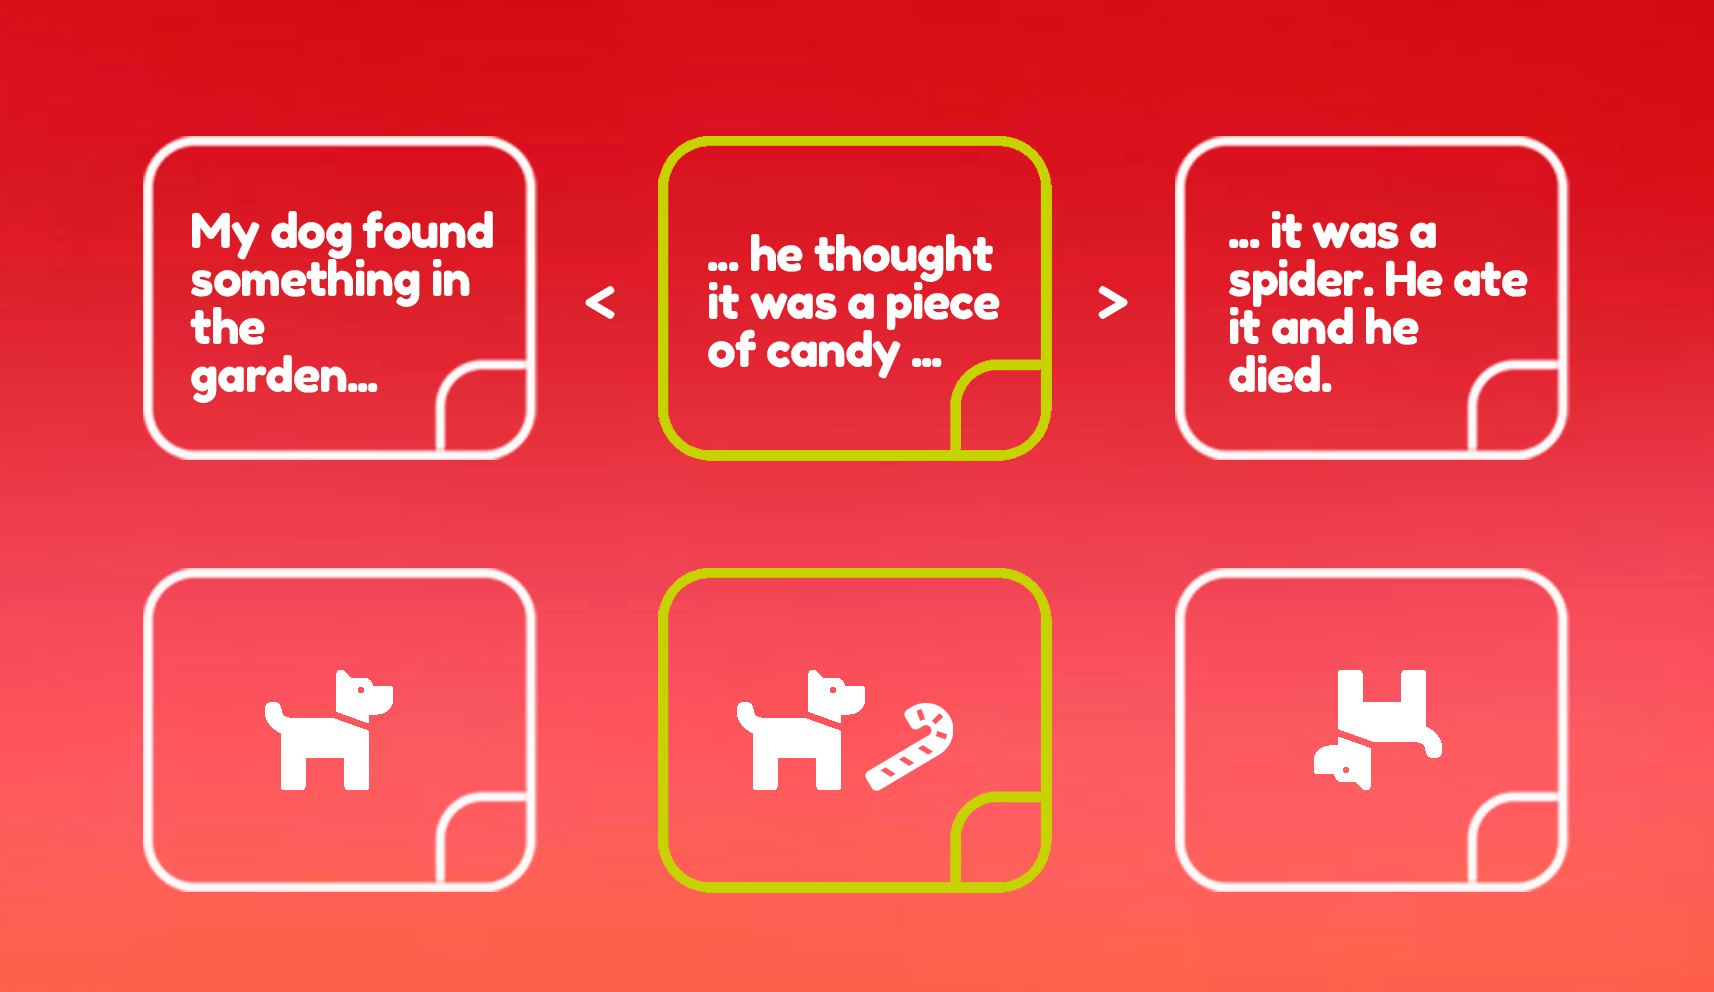 My dog found
something in
the
garden...
<
... he thought
it was a piece
of candy ...
>
... it was a
spider. He ate
it and he
died.